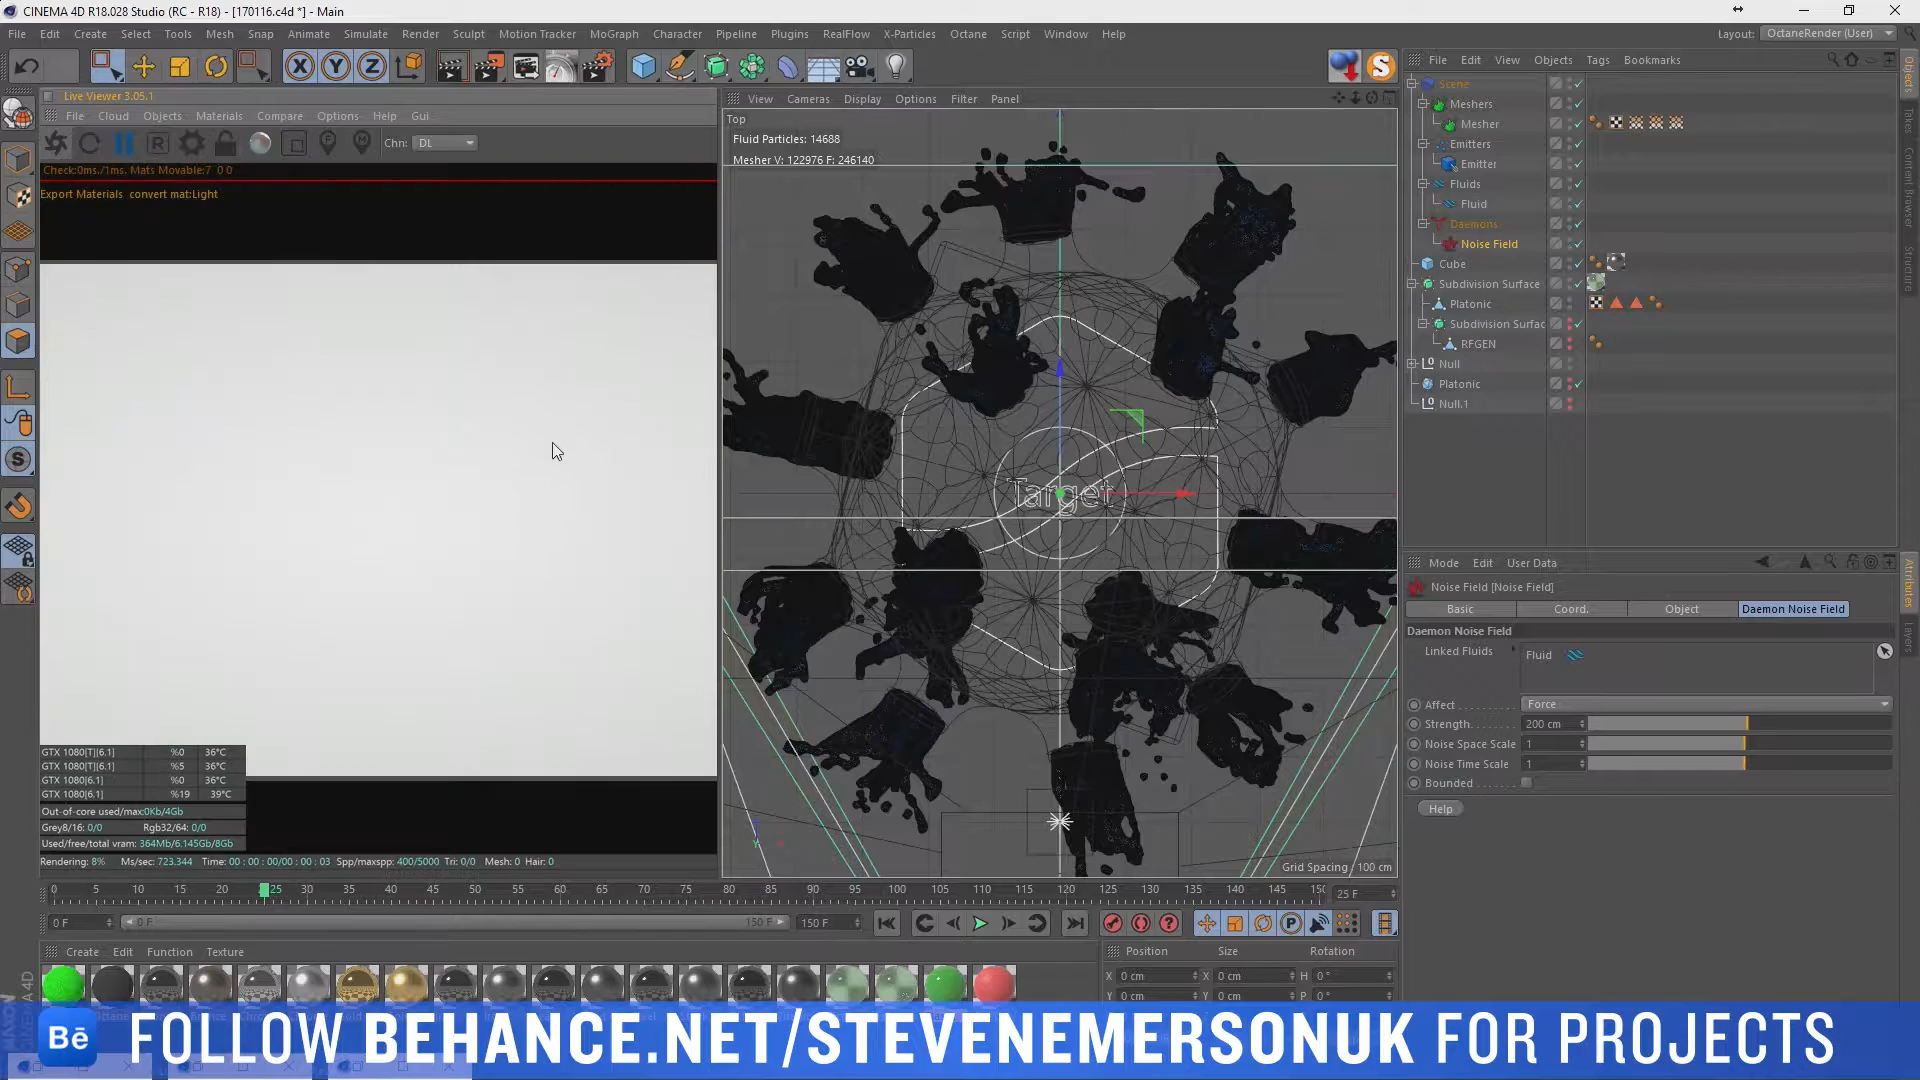 CINEMA 4D R18.028 Studio (RC - R18) - [170116.c4d *] - Main
File Edit Create Select Tools Mesh Snap Animate Simulate Render Sculpt Motion Tracker MoGraph Character Pipeline Plugins RealFlow X-Particles Octane Script Window Help
Layout: OctaneRender (User)
Live Viewer 3.05.1
File Cloud Objects Materials Compare Options Help Gui
Chn: DL
Check:0ms./1ms. Mats Movable:7 0 0
Export Materials convert mat:Light
GTX 1080[T][6.1] %0 36°C
GTX 1080[T][6.1] %5 36°C
GTX 1080[6.1] %0 36°C
GTX 1080[6.1] %19 39°C
Out-of-core used/max:0Kb/4Gb
Grey8/16: 0/0 Rgb32/64: 0/0
Used/free/total vram: 364Mb/6.145Gb/8Gb
Rendering: 8% Ms/sec: 723.344 Time: 00 : 00 : 00/00 : 00 : 03 Spp/maxspp: 400/5000 Tri: 0/0 Mesh: 0 Hair: 0
View Cameras Display Options Filter Panel
Top
Fluid Particles: 14688
Mesher V: 122976 F: 246140
Target
Y
Grid Spacing : 100 cm
File Edit View Objects Tags Bookmarks
Scene
Meshers
Mesher
Emitters
Emitter
Fluids
Fluid
Daemons
Noise Field
Cube
Subdivision Surface
Platonic
Subdivision Surfac
RFGEN
Null
Platonic
Null.1
Objects
Takes
Content Browser
Structure
Mode Edit User Data
Noise Field [Noise Field]
Basic Coord. Object Daemon Noise Field
Daemon Noise Field
Linked Fluids Fluid
Affect Force
Strength 200 cm
Noise Space Scale 1
Noise Time Scale 1
Bounded
Help
Attributes
Layers
0 5 10 15 20 25 30 35 40 45 50 55 60 65 70 75 80 85 90 95 100 105 110 115 120 125 130 135 140 145 150
25 F
0 F 0 F 150 F 150 F
Create Edit Function Texture
Position Size Rotation
X 0 cm X 0 cm H 0 °
Y 0 cm Y 0 cm P 0 °
MAXON CINEMA 4D
Bē FOLLOW BEHANCE.NET/STEVENEMERSONUK FOR PROJECTS